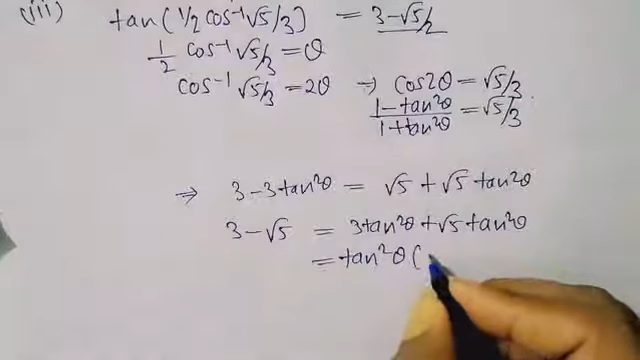 (iii) tan(1/2 cos⁻¹ √5/3) = 3-√5/2
1/2 cos⁻¹ √5/3 = θ
cos⁻¹ √5/3 = 2θ ⇒ cos2θ = √5/3
1-tan²θ/1+tan²θ = √5/3
⇒ 3-3tan²θ = √5+√5 tan²θ
3-√5 = 3tan²θ+√5 tan²θ
= tan²θ (